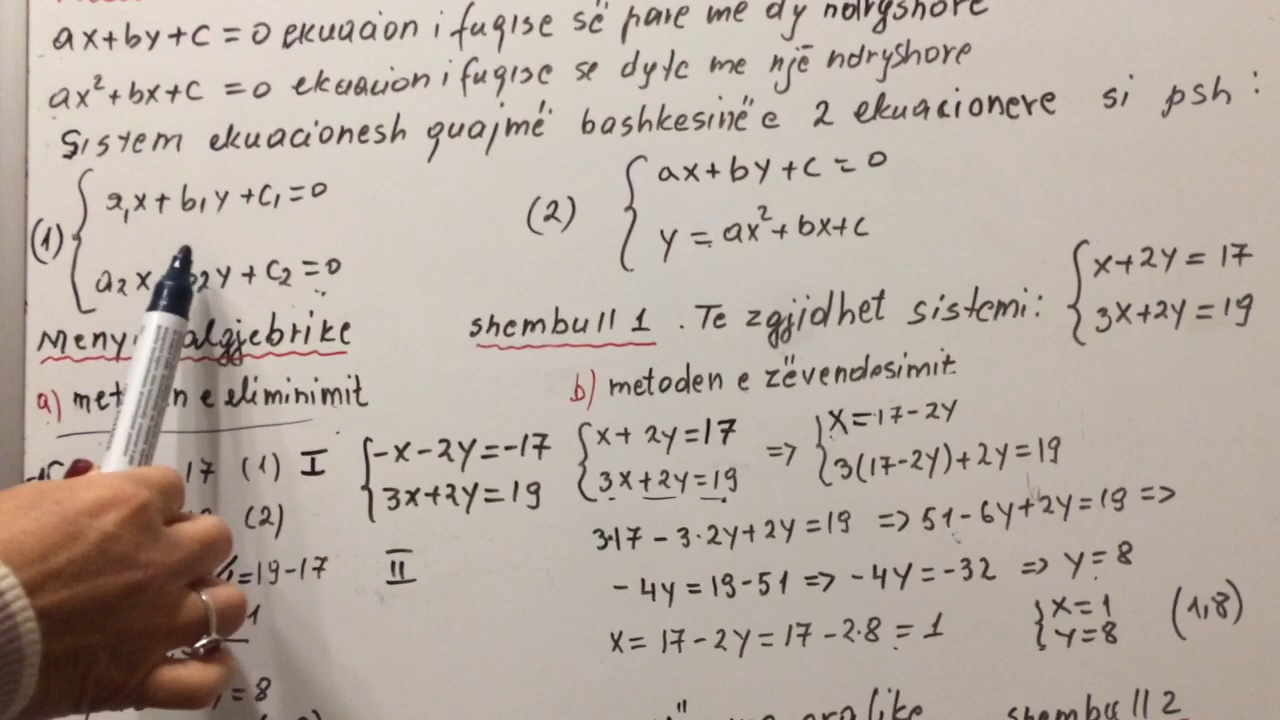 ax+by+c=0 ekuacion i fuqise së pare me dy ndryshore
ax²+bx+c=0 ekuacion i fuqise se dyte me një ndryshore
Sistem ekuacionesh quajmë bashkesinë e 2 ekuacioneve si psh:
(1) { a₁x+b₁y+c₁=0
a₂x 2y+c₂=0
(2) { ax+by+c=0
y=ax²+bx+c
Meny algjebrike
shembull 1. Te zgjidhet sistemi: { x+2y=17
3x+2y=19
a) met n e eliminimit
17 (1) I
(2)
=19-17 II
1
=8
{ -x-2y=-17
3x+2y=19
b) metoden e zëvendesimit
{ x+2y=17
3x+2y=19
=> { x=17-2y
3(17-2y)+2y=19
3·17-3·2y+2y=19 => 51-6y+2y=19 =>
-4y=19-51 => -4y=-32 => y=8
x=17-2y=17-2·8=1 { x=1
y=8 (1,8)
shembull 2